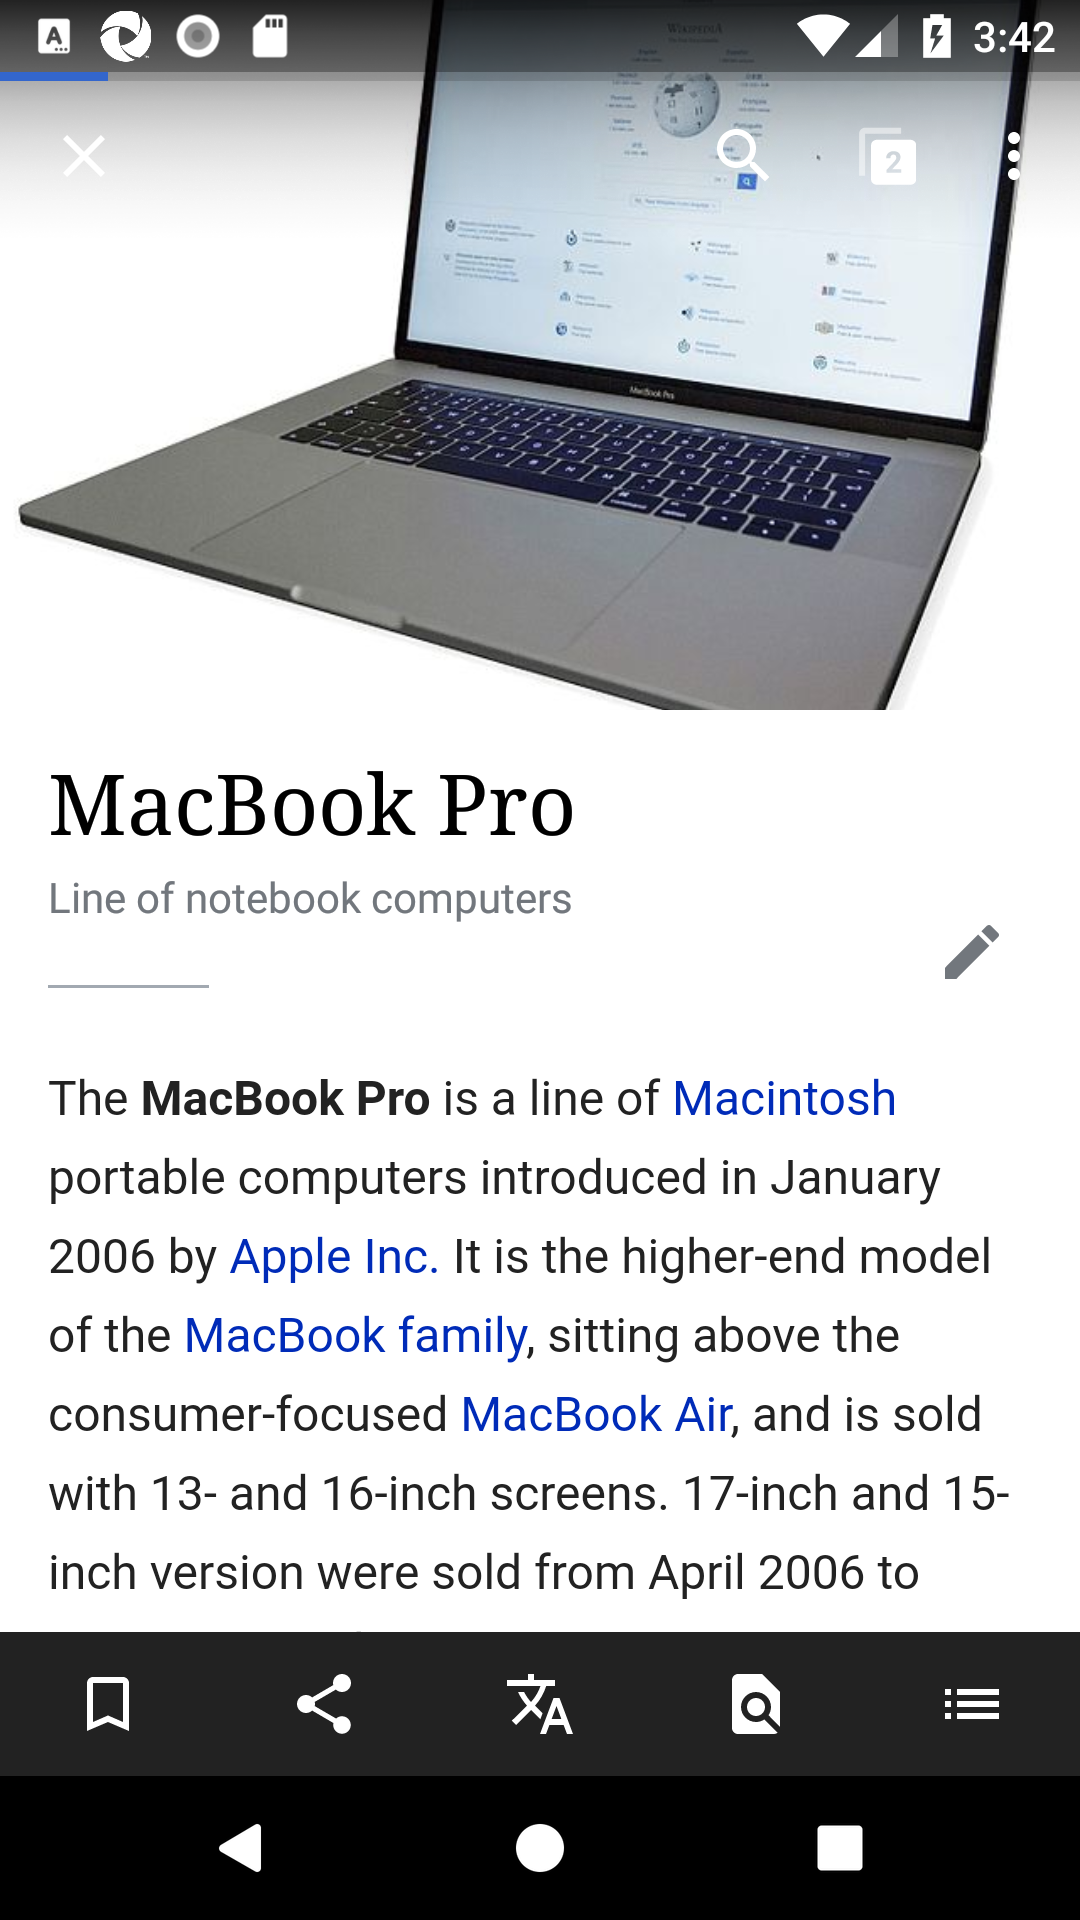 3:42
WIKIPEDIA
2
MacBook Pro
MacBook Pro
Line of notebook computers
The MacBook Pro is a line of Macintosh
portable computers introduced in January
2006 by Apple Inc. It is the higher-end model
of the MacBook family, sitting above the
consumer-focused MacBook Air, and is sold
with 13- and 16-inch screens. 17-inch and 15-
inch version were sold from April 2006 to